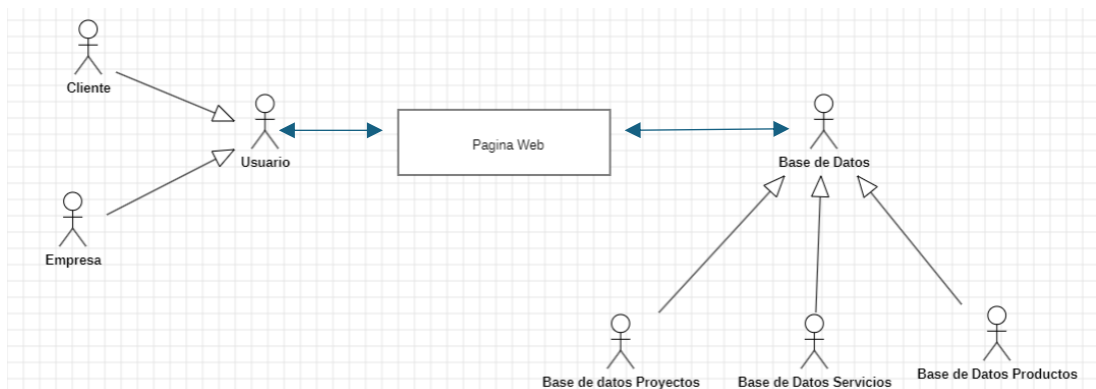 Cliente
Usuario
Pagina Web
Base de Datos
Empresa
Base de datos Proyectos
Base de Datos Servicios
Base de Datos Productos